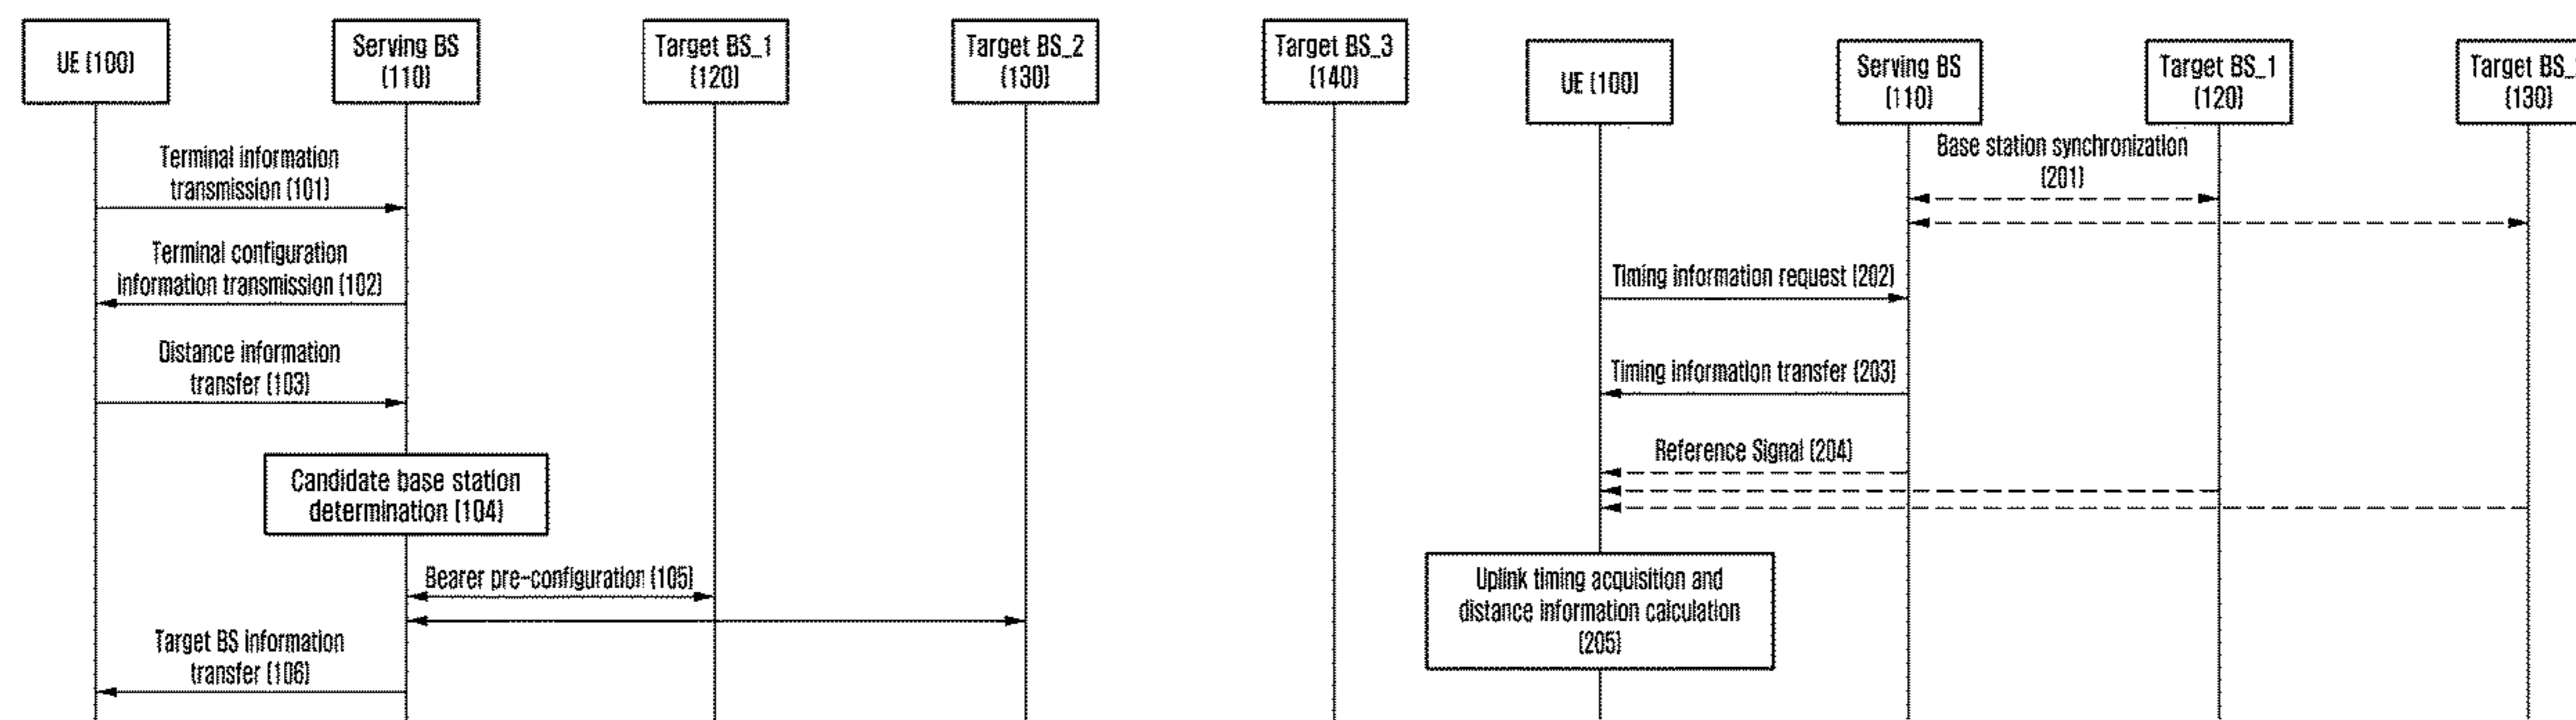 UE (100)
Serving BS
(110)
Target BS_1
(120)
Target BS_2
(130)
Target BS_3
(140)
Terminal information
transmission (101)
Terminal configuration
information transmission (102)
Distance information
transfer (103)
Candidate base station
determination (104)
Bearer pre-configuration (105)
Target BS information
transfer (106)
UE (100)
Serving BS
(110)
Target BS_1
(120)
Target BS_
(130)
Base station synchronization
(201)
Timing information request (202)
Timing information transfer (203)
Reference Signal (204)
Uplink timing acquisition and
distance information calculation
(205)